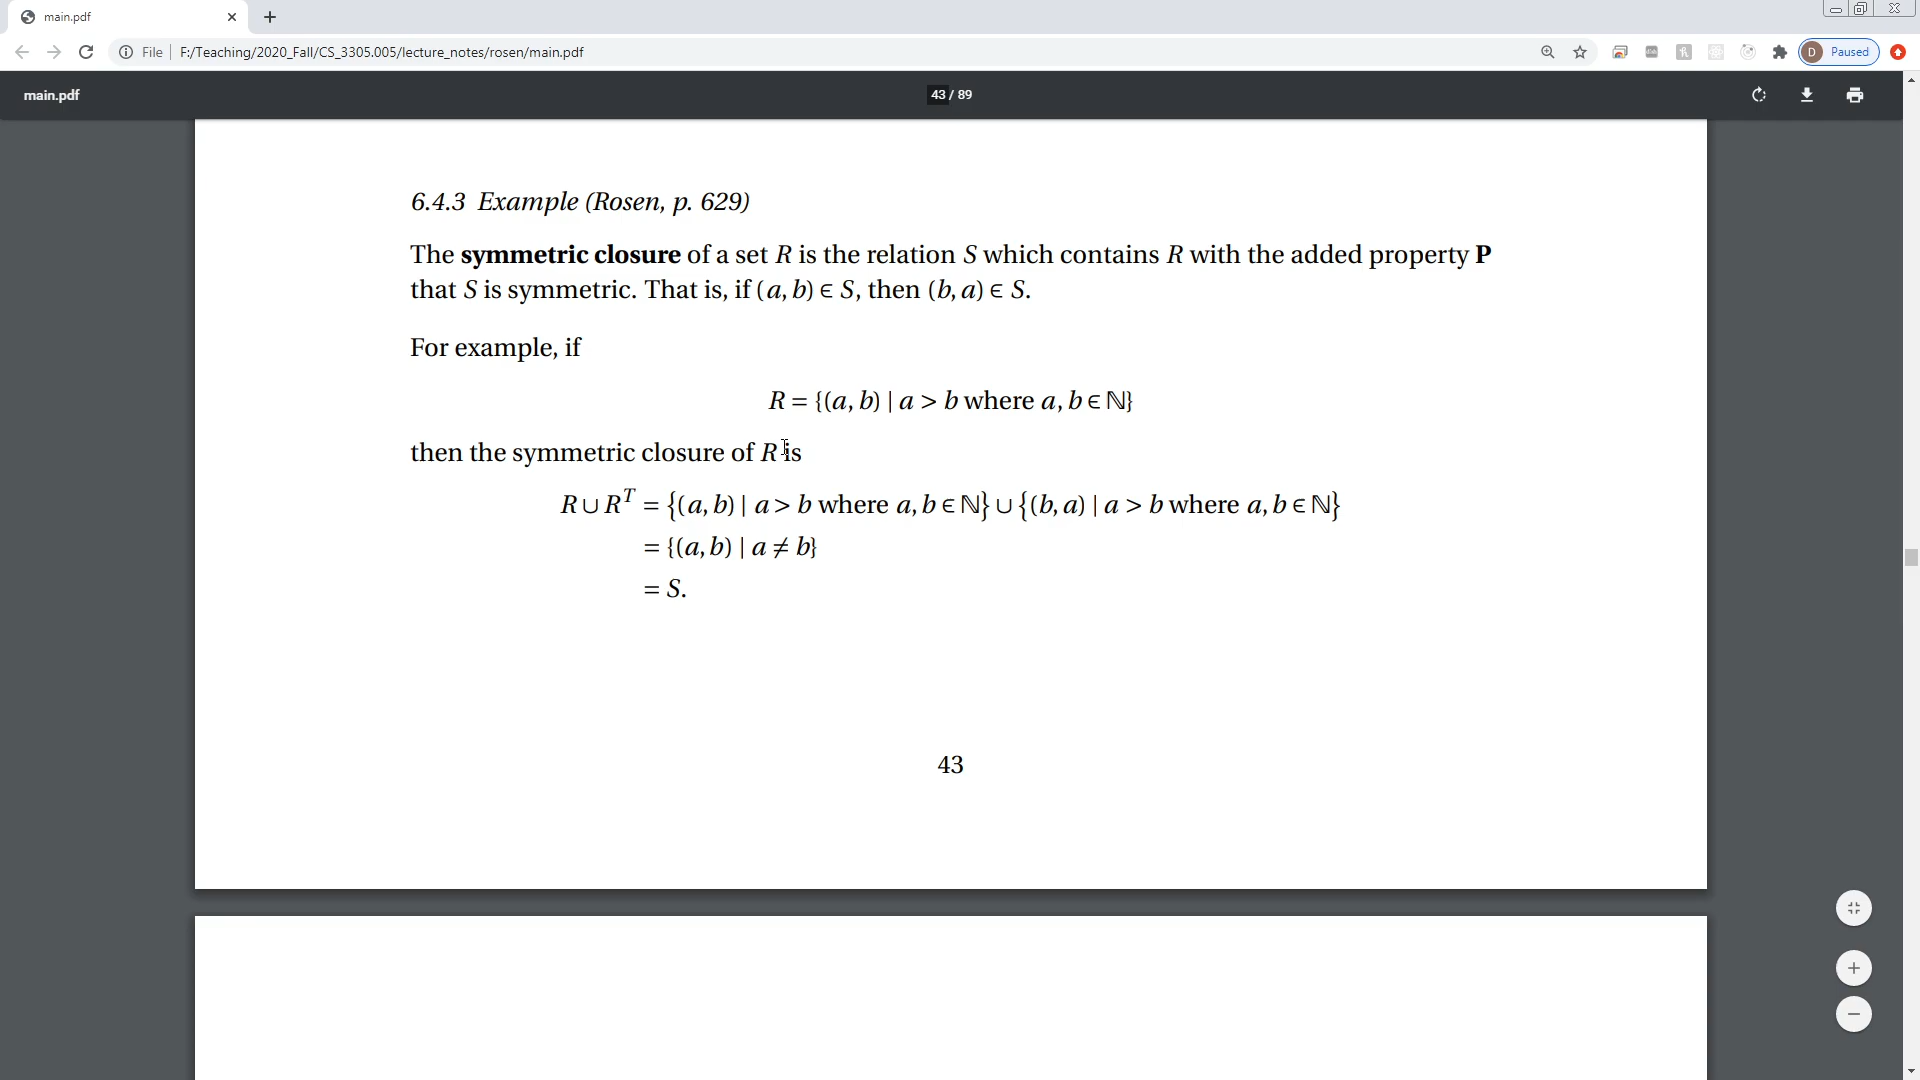 main.pdf
File F:/Teaching/2020_Fall/CS_3305.005/lecture_notes/rosen/main.pdf
D Paused
main.pdf
43 / 89
6.4.3 Example (Rosen, p. 629)
The symmetric closure of a set R is the relation S which contains R with the added property P
that S is symmetric. That is, if (a, b) ∈ S, then (b, a) ∈ S.
For example, if
R = {(a, b) | a > b where a, b ∈ ℕ}
then the symmetric closure of R is
R ∪ Rᵀ = {(a, b) | a > b where a, b ∈ ℕ} ∪ {(b, a) | a > b where a, b ∈ ℕ}
= {(a, b) | a ≠ b}
= S.
43